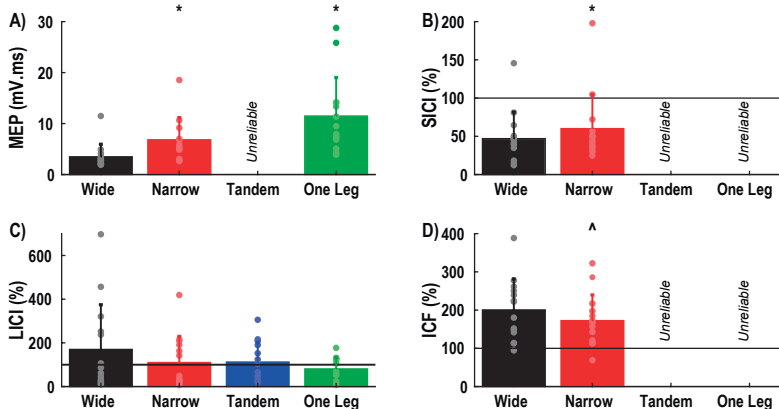 A)
MEP (mV.ms)
30
20
10
0
*
*
Unreliable
Wide Narrow Tandem One Leg
B)
SICI (%)
200
150
100
50
0
*
Unreliable
Unreliable
Wide Narrow Tandem One Leg
C)
LICI (%)
600
400
200
0
Wide Narrow Tandem One Leg
D)
ICF (%)
400
300
200
100
0
^
Unreliable
Unreliable
Wide Narrow Tandem One Leg